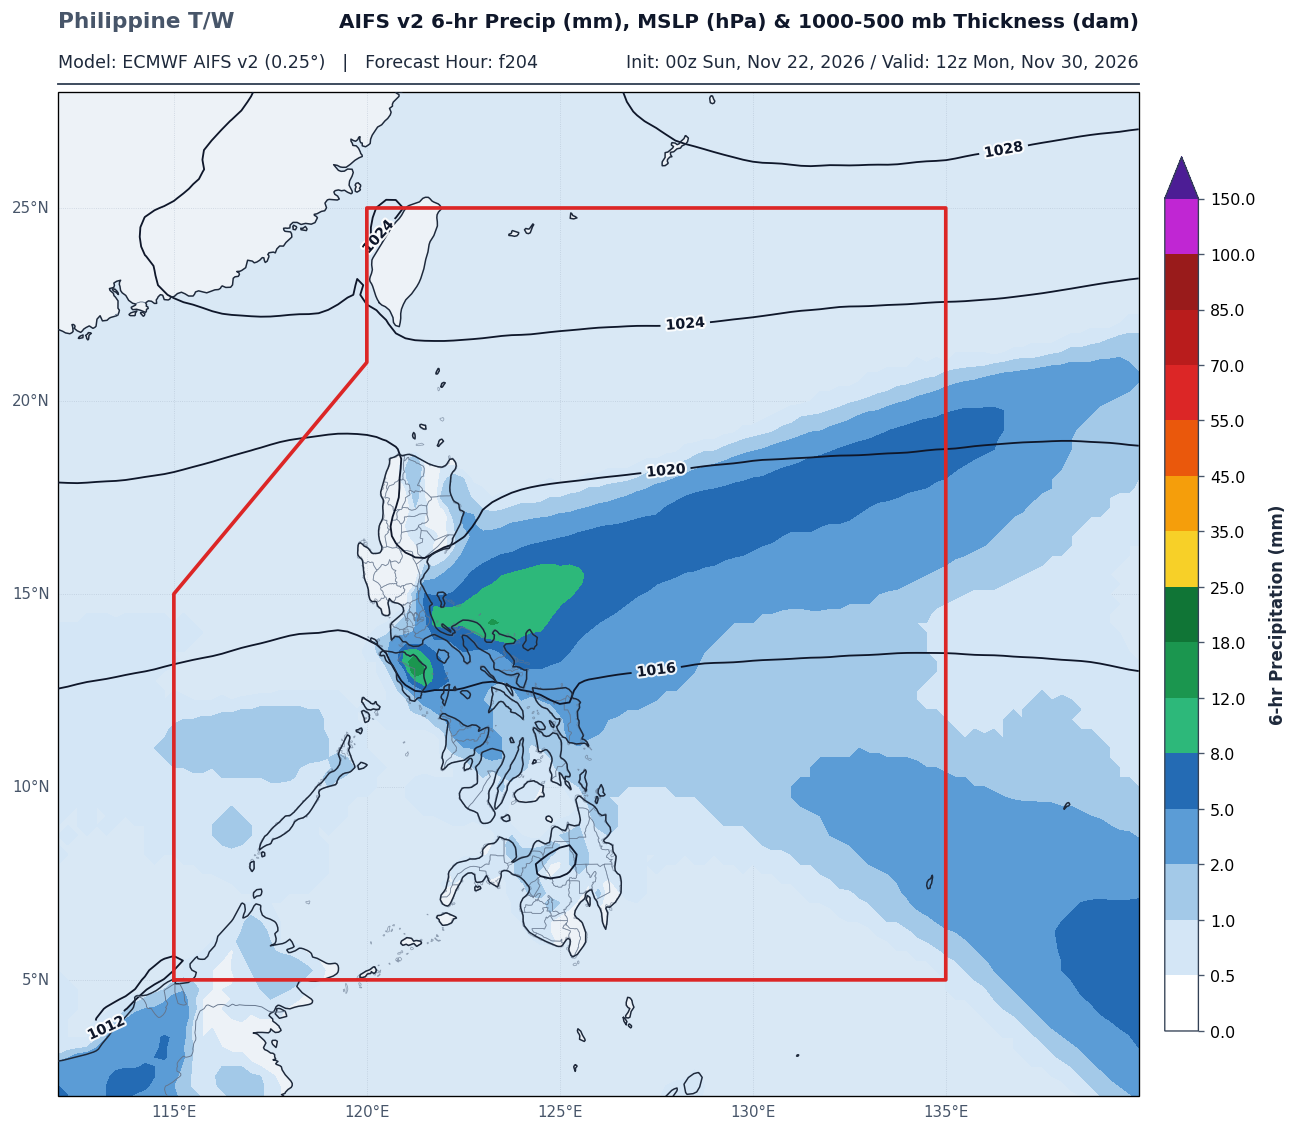 Philippine T/W
AIFS v2 6-hr Precip (mm), MSLP (hPa) & 1000-500 mb Thickness (dam)
Model: ECMWF AIFS v2 (0.25°) | Forecast Hour: f204
Init: 00z Sun, Nov 22, 2026 / Valid: 12z Mon, Nov 30, 2026
1028
1024
1024
1020
1016
1012
25°N
20°N
15°N
10°N
5°N
115°E
120°E
125°E
130°E
135°E
150.0
100.0
85.0
70.0
55.0
45.0
35.0
25.0
18.0
12.0
8.0
5.0
2.0
1.0
0.5
0.0
6-hr Precipitation (mm)